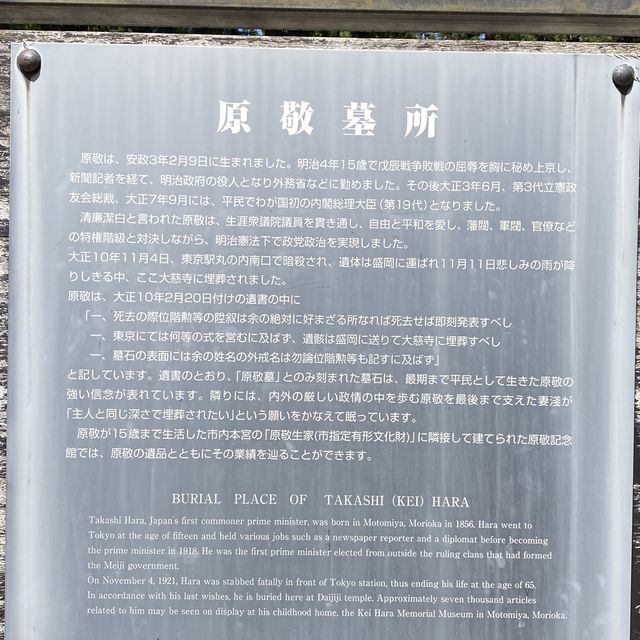 原敬墓所
原敬は、安政3年2月9日に生まれました。明治4年15歳で戊辰戦争敗戦の屈辱を胸に秘め上京し、
新聞記者を経て、明治政府の役人となり外務省などに勤めました。その後大正3年6月、第3代立憲政
友会総裁、大正7年9月には、平民でわが国初の内閣総理大臣（第19代）となりました。
清廉潔白と言われた原敬は、生涯衆議院議員を貫き通し、自由と平和を愛し、藩閥、軍閥、官僚など
の特権階級と対決しながら、明治憲法下で政党政治を実現しました。
大正10年11月4日、東京駅丸の内南口で暗殺され、遺体は盛岡に運ばれ11月11日悲しみの雨が降
りしきる中、ここ大慈寺に埋葬されました。
原敬は、大正10年2月20日付けの遺書の中に
「一、死去の際位階勲等の陞叙は余の絶対に好まざる所なれば死去せば即刻発表すべし
一、東京にては何等の式を営むに及ばず、遺骸は盛岡に送りて大慈寺に埋葬すべし
一、墓石の表面には余の姓名の外戒名は勿論位階勲等も記すに及ばず」
と記しています。遺書のとおり、「原敬墓」とのみ刻まれた墓石は、最期まで平民として生きた原敬の
強い信念が表れています。隣りには、内外の厳しい政情の中を歩む原敬を最後まで支えた妻淺が
「主人と同じ深さで埋葬されたい」という願いをかなえて眠っています。
原敬が15歳まで生活した市内本宮の「原敬生家(市指定有形文化財)」に隣接して建てられた原敬記念
館では、原敬の遺品とともにその業績を辿ることができます。
BURIAL PLACE OF TAKASHI (KEI) HARA
Takashi Hara, Japan's first commoner prime minister, was born in Motomiya, Morioka in 1856. Hara went to
Tokyo at the age of fifteen and held various jobs such as a newspaper reporter and a diplomat before becoming
the prime minister in 1918. He was the first prime minister elected from outside the ruling clans that had formed
the Meiji government.
On November 4, 1921, Hara was stabbed fatally in front of Tokyo station, thus ending his life at the age of 65.
In accordance with his last wishes, he is buried here at Daijiji temple. Approximately seven thousand articles
related to him may be seen on display at his childhood home, the Kei Hara Memorial Museum in Motomiya, Morioka.